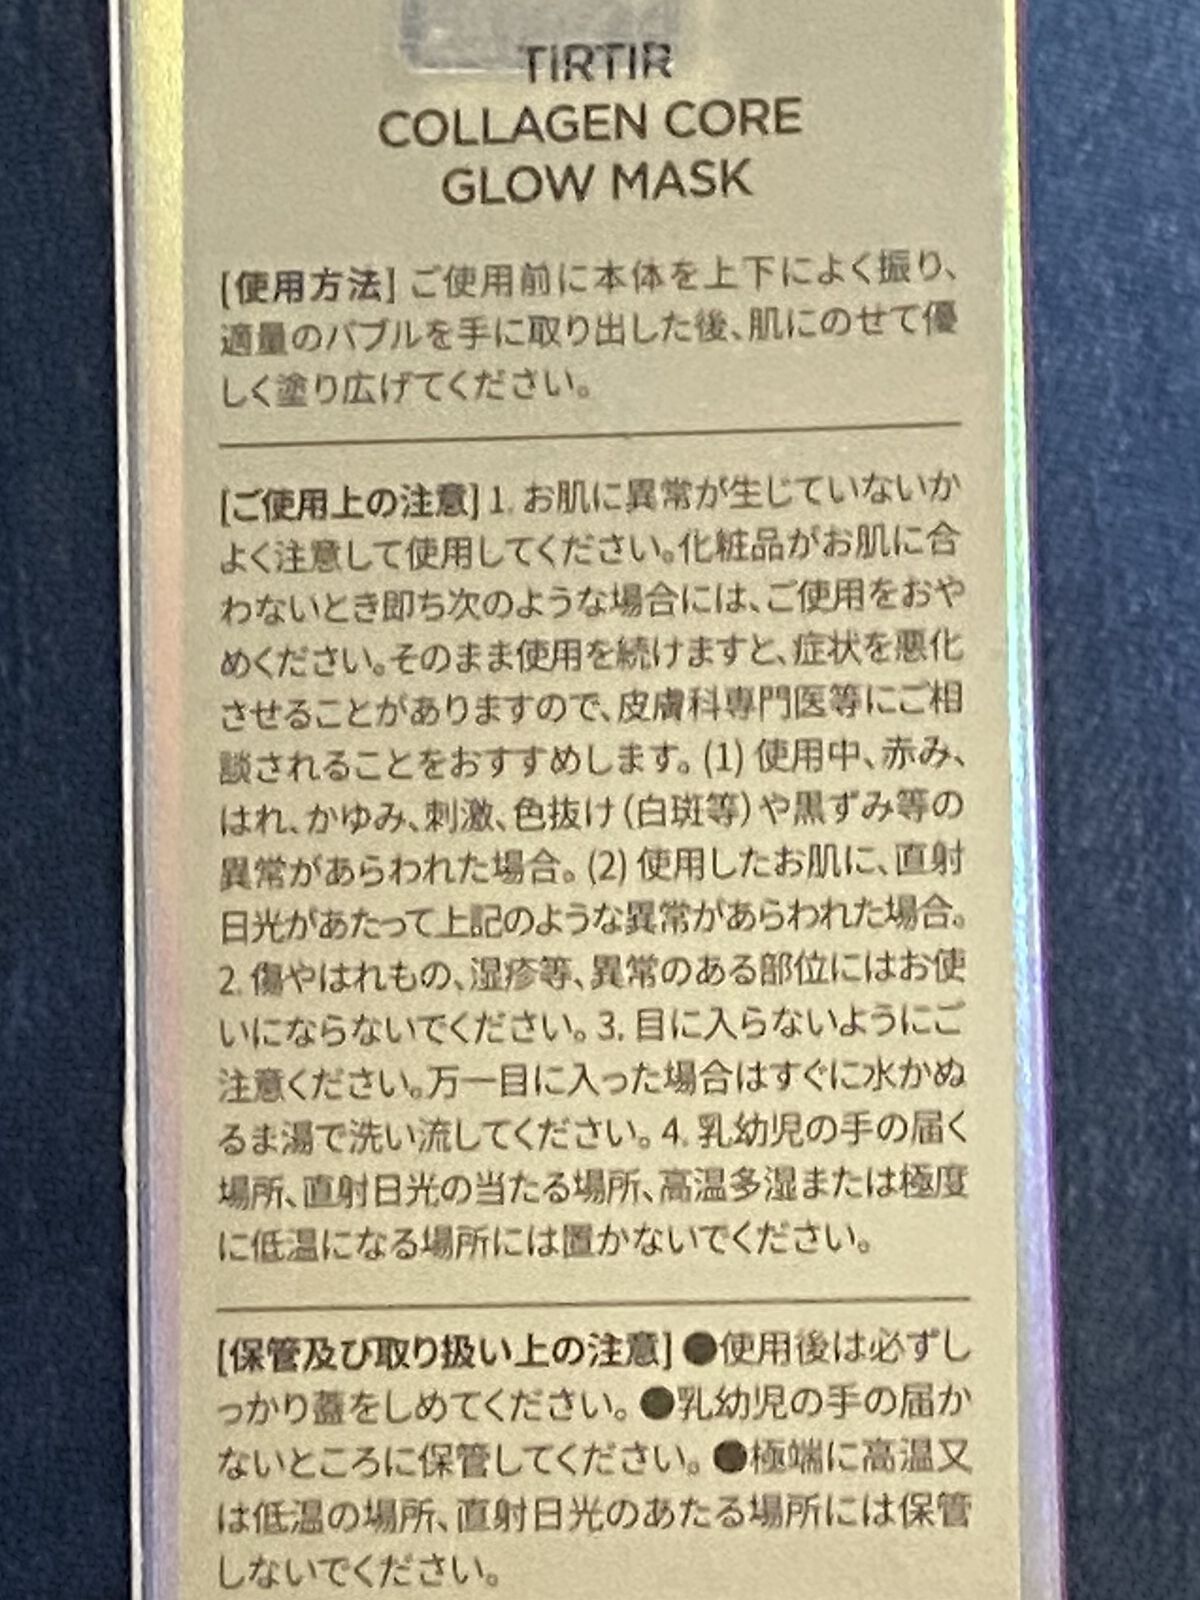 TIRTIR
COLLAGEN CORE
GLOW MASK
[使用方法] ご使用前に本体を上下によく振り、
適量のバブルを手に取り出した後、肌にのせて優
しく塗り広げてください。
[ご使用上の注意] 1. お肌に異常が生じていないか
よく注意して使用してください。化粧品がお肌に合
わないとき即ち次のような場合には、ご使用をおや
めください。そのまま使用を続けますと、症状を悪化
させることがありますので、皮膚科専門医等にご相
談されることをおすすめします。(1) 使用中、赤み、
はれ、かゆみ、刺激、色抜け(白斑等)や黒ずみ等の
異常があらわれた場合。(2) 使用したお肌に、直射
日光があたって上記のような異常があらわれた場合。
2. 傷やはれもの、湿疹等、異常のある部位にはお使
いにならないでください。3. 目に入らないようにご
注意ください。万一目に入った場合はすぐに水かぬ
るま湯で洗い流してください。4. 乳幼児の手の届く
場所、直射日光の当たる場所、高温多湿または極度
に低温になる場所には置かないでください。
[保管及び取り扱い上の注意] ●使用後は必ずし
っかり蓋をしめてください。●乳幼児の手の届か
ないところに保管してください。●極端に高温又
は低温の場所、直射日光のあたる場所には保管
しないでください。